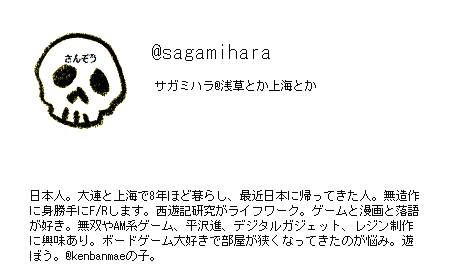 さんぞう
@sagamihara
サガミハラ@浅草とか上海とか
日本人。大連と上海で8年ほど暮らし、最近日本に帰ってきた人。無造作
に身勝手にF/Rします。西遊記研究がライフワーク。ゲームと漫画と落語
が好き。無双やAM系ゲーム、平沢進、デジタルガジェット、レジン制作
に興味あり。ボードゲーム大好きで部屋が狭くなってきたのが悩み。遊
ぼう。@kenbanmaeの子。